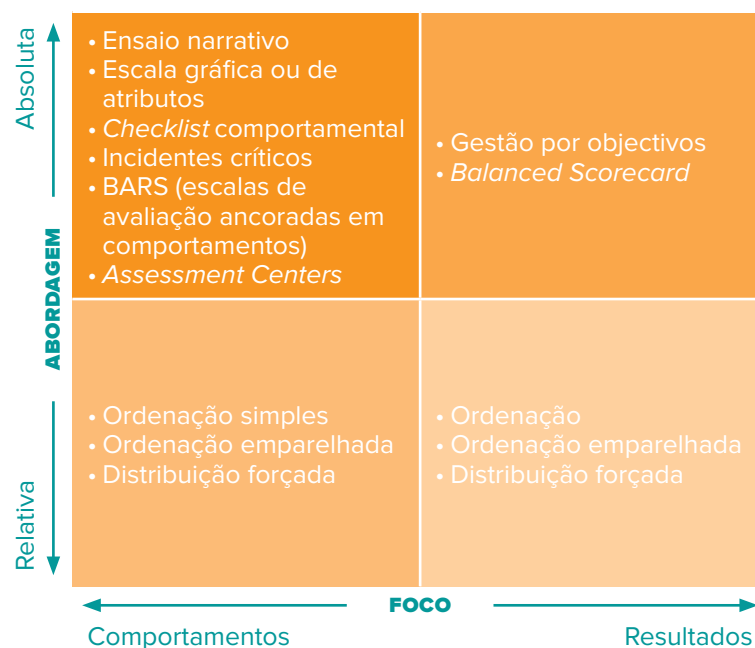 Absoluta
ABORDAGEM
Relativa
• Ensaio narrativo
• Escala gráfica ou de
atributos
• Checklist comportamental
• Incidentes críticos
• BARS (escalas de
avaliação ancoradas em
comportamentos)
• Assessment Centers
• Gestão por objectivos
• Balanced Scorecard
• Ordenação simples
• Ordenação emparelhada
• Distribuição forçada
• Ordenação
• Ordenação emparelhada
• Distribuição forçada
FOCO
Comportamentos
Resultados